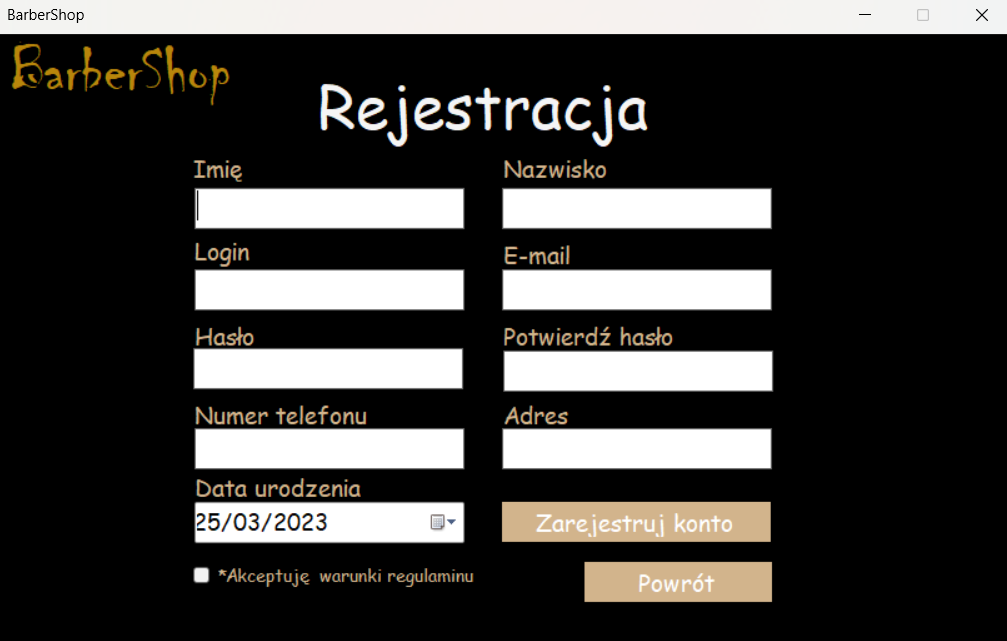 BarberShop
BarberShop
Rejestracja
Imię
Nazwisko
Login
E-mail
Hasło
Potwierdź hasło
Numer telefonu
Adres
Data urodzenia
25/03/2023
Zarejestruj konto
*Akceptuję warunki regulaminu
Powrót